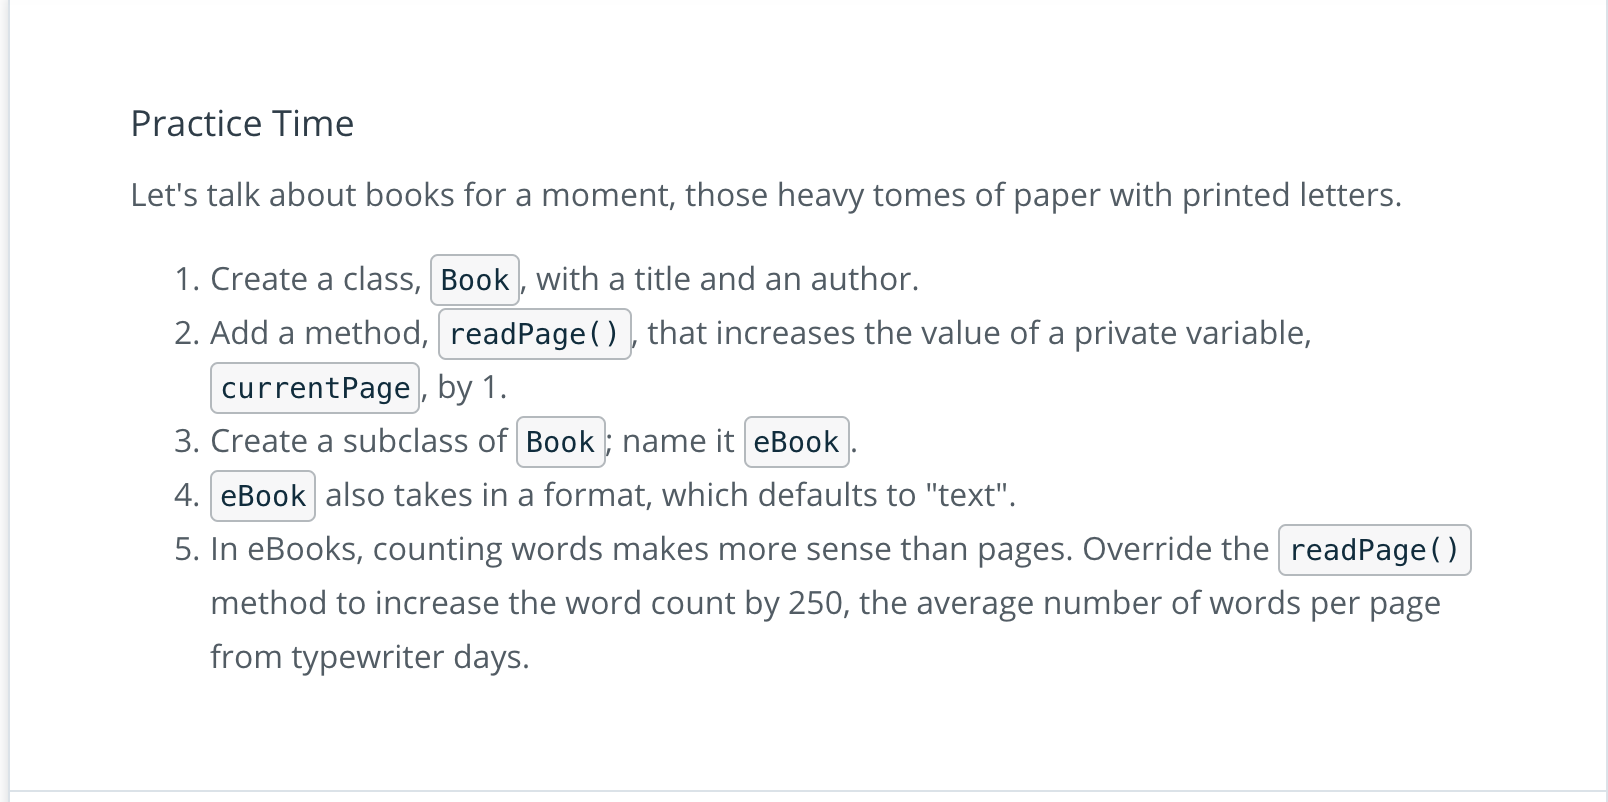 Practice Time
Let's talk about books for a moment, those heavy tomes of paper with printed letters.
1. Create a class, Book, with a title and an author.
2. Add a method, readPage(), that increases the value of a private variable,
currentPage, by 1.
3. Create a subclass of Book; name it eBook.
4. eBook also takes in a format, which defaults to "text".
5. In eBooks, counting words makes more sense than pages. Override the readPage()
method to increase the word count by 250, the average number of words per page
from typewriter days.